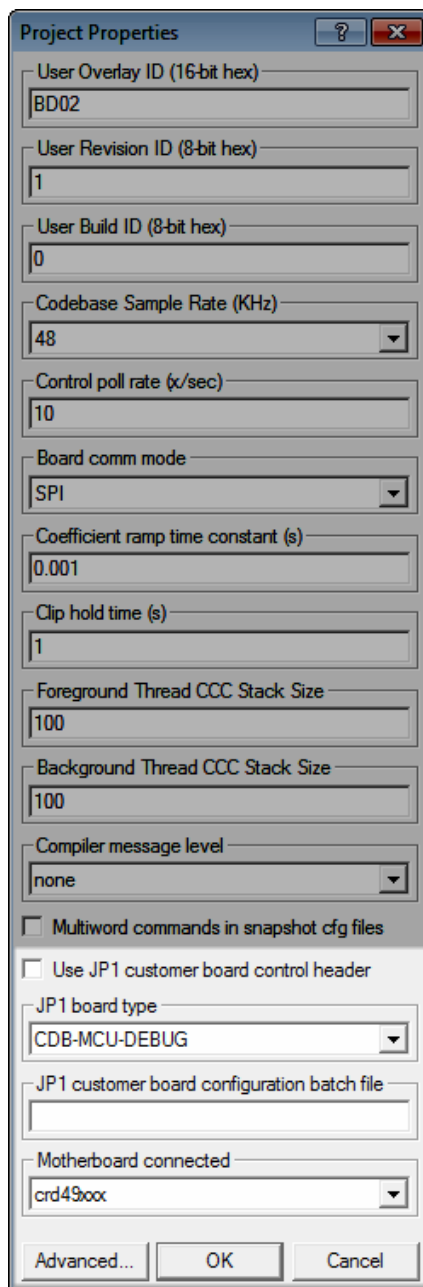 Project Properties
User Overlay ID (16-bit hex)
BD02
User Revision ID (8-bit hex)
1
User Build ID (8-bit hex)
0
Codebase Sample Rate (KHz)
48
Control poll rate (x/sec)
10
Board comm mode
SPI
Coefficient ramp time constant (s)
0.001
Clip hold time (s)
1
Foreground Thread CCC Stack Size
100
Background Thread CCC Stack Size
100
Compiler message level
none
Multiword commands in snapshot cfg files
Use JP1 customer board control header
JP1 board type
CDB-MCU-DEBUG
JP1 customer board configuration batch file
Motherboard connected
crd49xxx
Advanced... OK Cancel